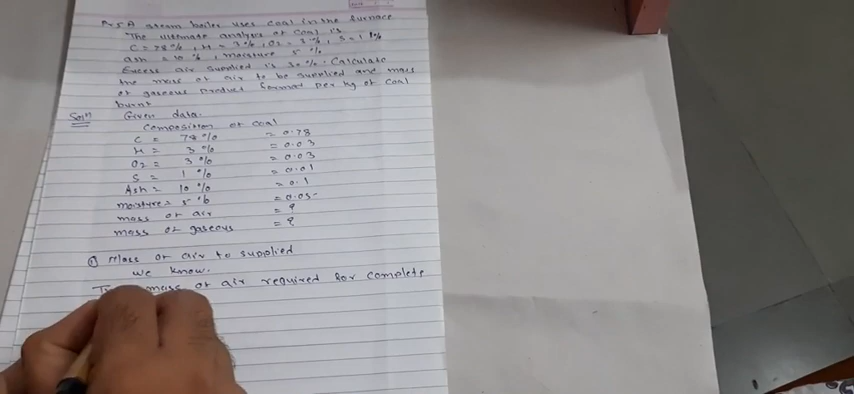 A steam boiler uses coal in the furnace
The ultimate analysis of coal is
C = 78 %, H = 3 %, O2 = 3 %, S = 1 %
ash = 10 %, moisture 5 %
Excess air supplied is 30 %. Calculate
the mass of air to be supplied and mass
of gaseous product formed per kg of coal
burnt
Soln Given data.
Composition of coal
C = 78 % = 0.78
H = 3 % = 0.03
O2 = 3 % = 0.03
S = 1 % = 0.01
Ash = 10 % = 0.1
moisture = 5 % = 0.05
mass of air = ?
mass of gaseous = ?
① Mass of air to supplied
we know.
mass of air required for complete